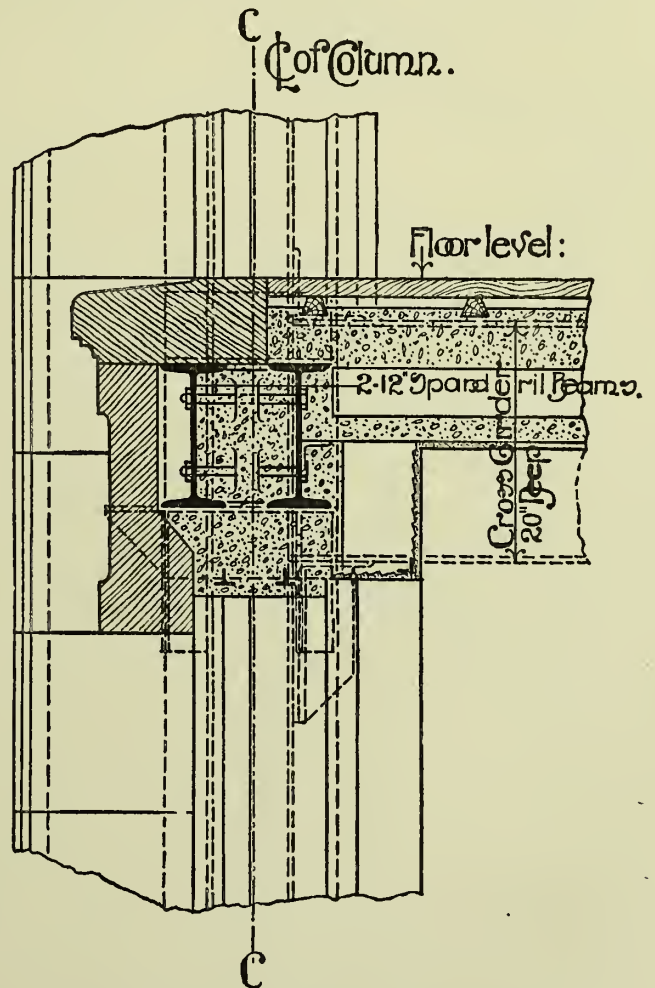 C
℄ of Column.
Floor level:
2-12" Spandril Beams.
Cross Girder
20" Deep
C